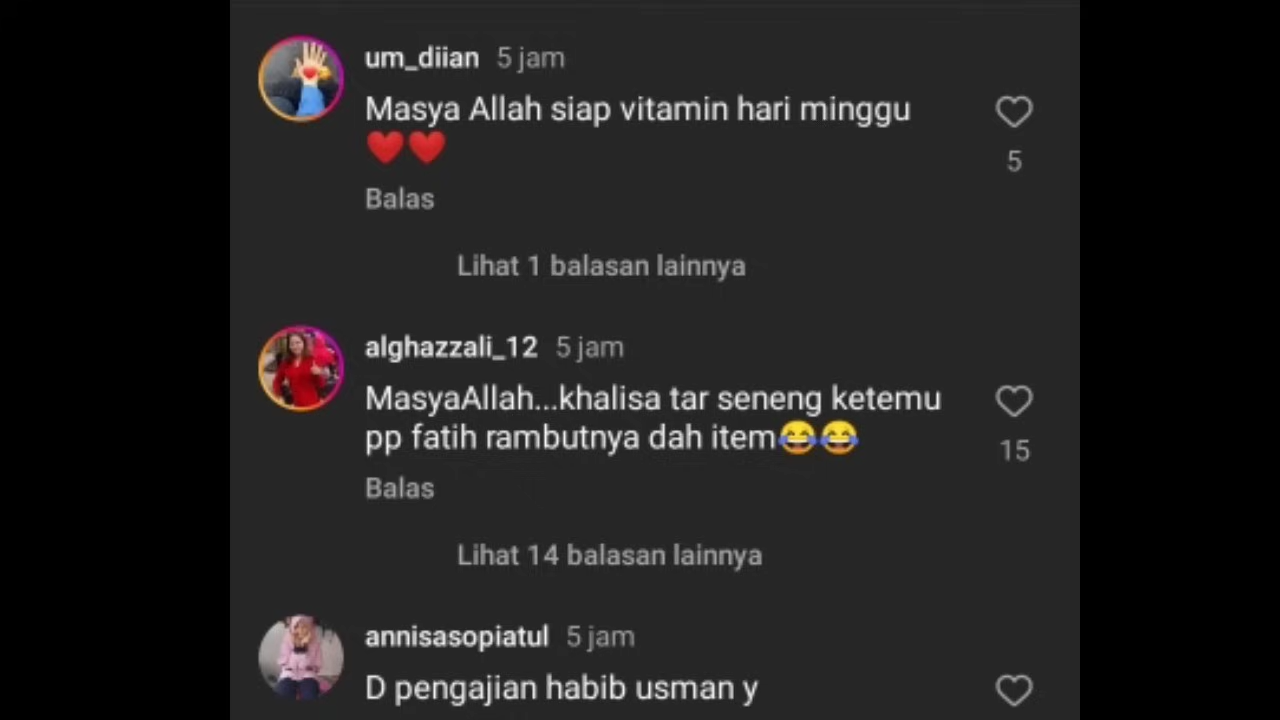 um_diian 5 jam
Masya Allah siap vitamin hari minggu
❤️❤️
5
Balas
Lihat 1 balasan lainnya
alghazzali_12 5 jam
MasyaAllah...khalisa tar seneng ketemu
pp fatih rambutnya dah item😂😂
15
Balas
Lihat 14 balasan lainnya
annisasopiatul 5 jam
D pengajian habib usman y